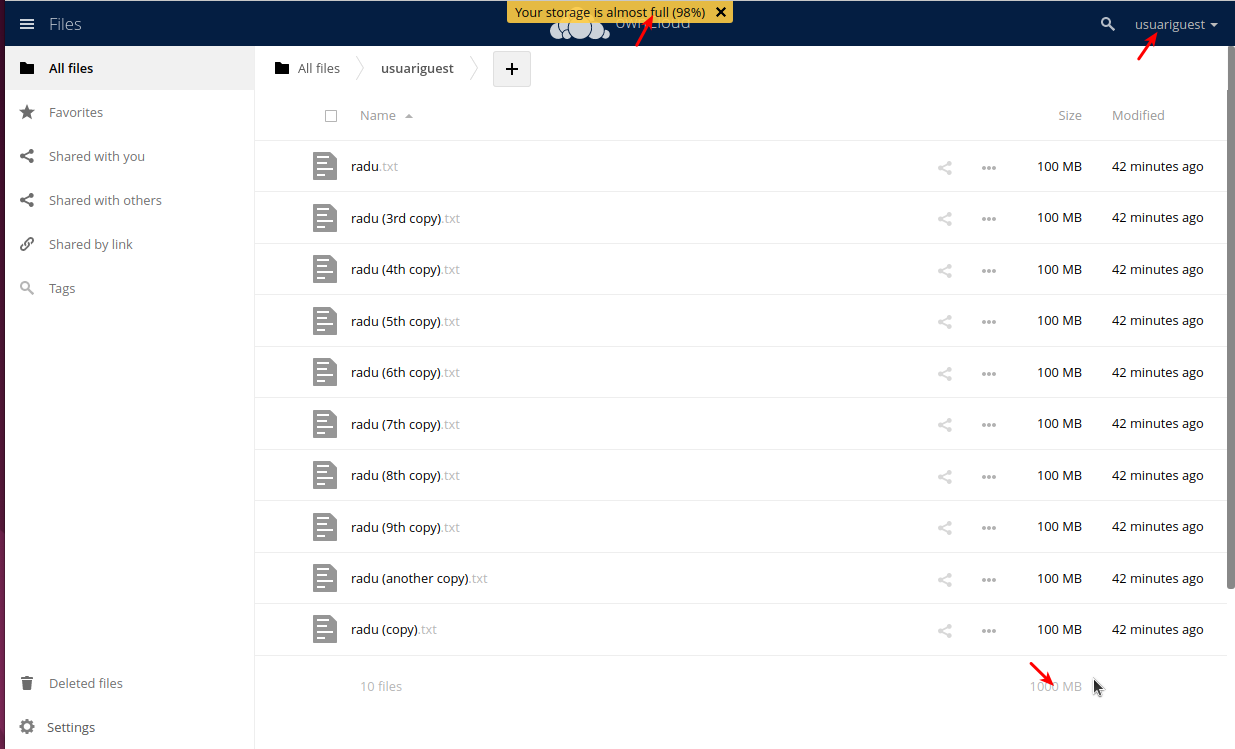 Your storage is almost full (98%)
Files
ownCloud
usuariguest
All files
Favorites
Shared with you
Shared with others
Shared by link
Tags
Deleted files
Settings
All files usuariguest +
Name Size Modified
radu.txt 100 MB 42 minutes ago
radu (3rd copy).txt 100 MB 42 minutes ago
radu (4th copy).txt 100 MB 42 minutes ago
radu (5th copy).txt 100 MB 42 minutes ago
radu (6th copy).txt 100 MB 42 minutes ago
radu (7th copy).txt 100 MB 42 minutes ago
radu (8th copy).txt 100 MB 42 minutes ago
radu (9th copy).txt 100 MB 42 minutes ago
radu (another copy).txt 100 MB 42 minutes ago
radu (copy).txt 100 MB 42 minutes ago
10 files 1000 MB